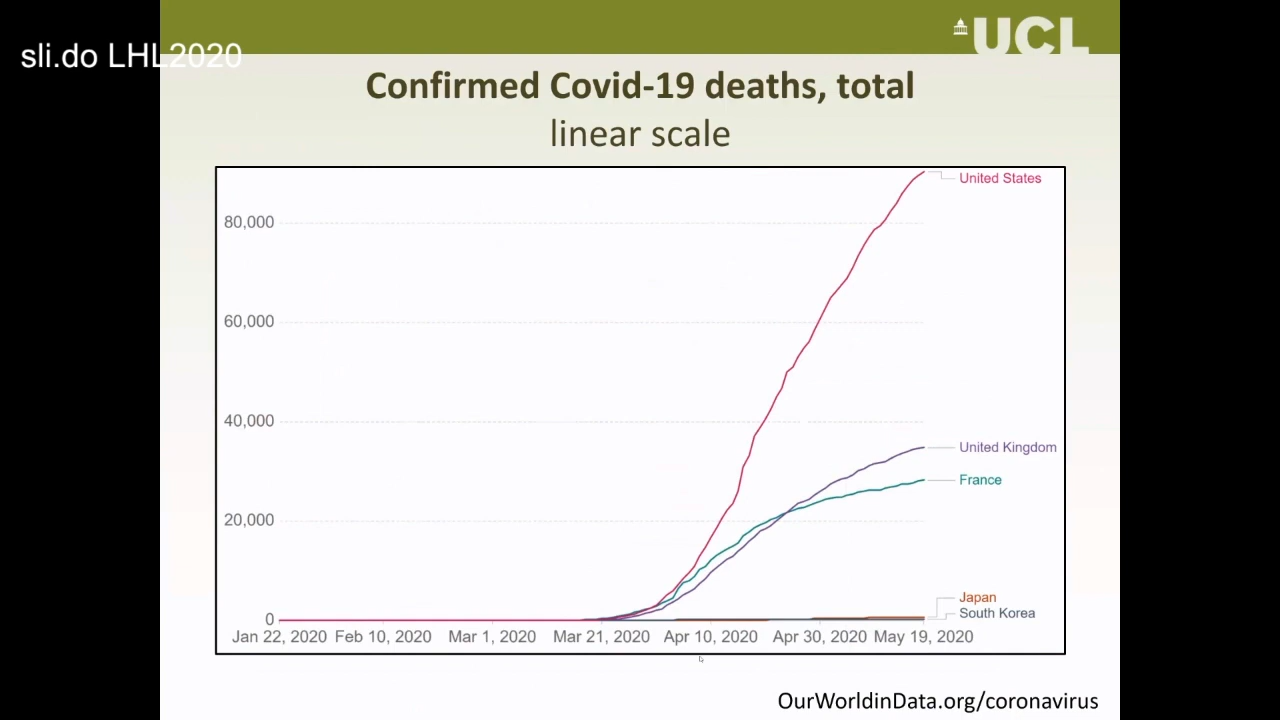 sli.do LHL2020
UCL
Confirmed Covid-19 deaths, total
linear scale
United States
80,000
60,000
40,000
United Kingdom
France
20,000
Japan
South Korea
0
Jan 22, 2020 Feb 10, 2020 Mar 1, 2020 Mar 21, 2020 Apr 10, 2020 Apr 30, 2020 May 19, 2020
OurWorldinData.org/coronavirus